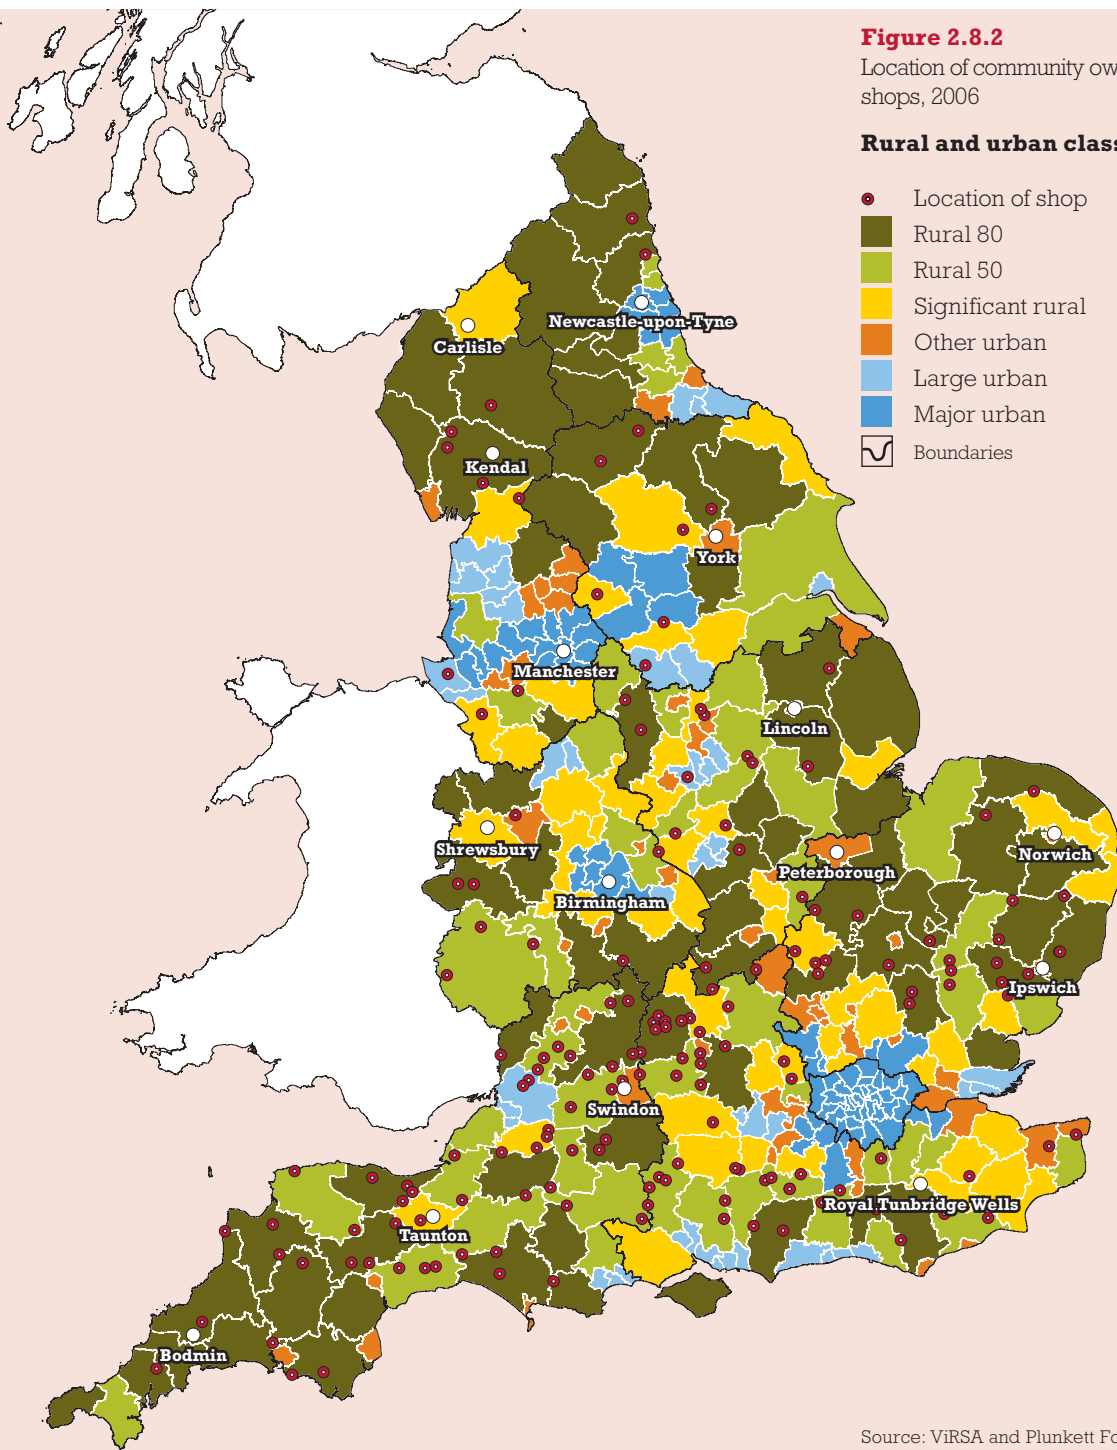 Figure 2.8.2
Location of community ow
shops, 2006
Rural and urban class
Location of shop
Rural 80
Rural 50
Significant rural
Other urban
Large urban
Major urban
Boundaries
Newcastle-upon-Tyne
Carlisle
Kendal
York
Manchester
Lincoln
Shrewsbury
Norwich
Peterborough
Birmingham
Ipswich
Swindon
Royal Tunbridge Wells
Taunton
Bodmin
Source: ViRSA and Plunkett Fo